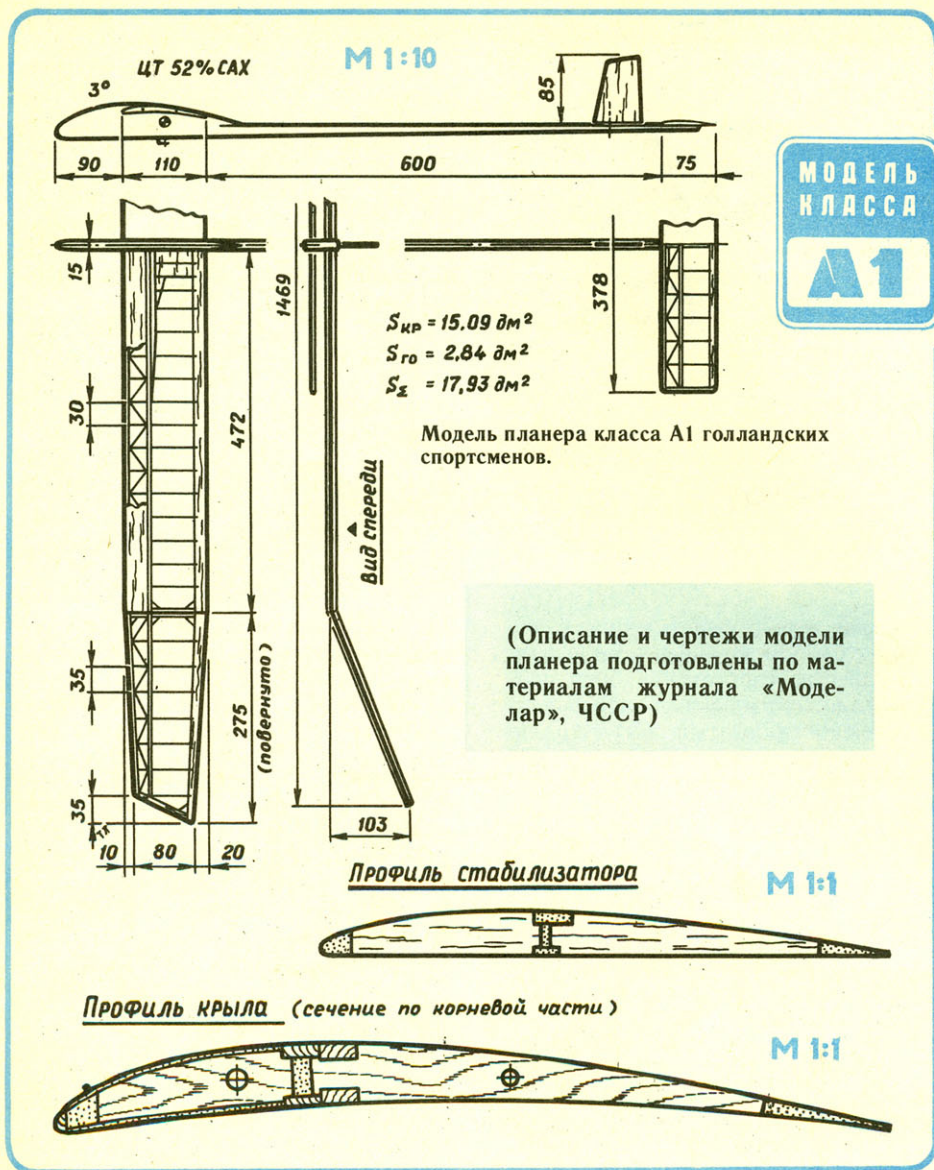 ЦТ 52% САХ
М 1:10
3°
85
90
110
600
75
МОДЕЛЬ
КЛАССА
А1
15
1469
378
Sкр = 15.09 дм²
Sго = 2,84 дм²
SΣ = 17,93 дм²
30
472
Модель планера класса А1 голландских
спортсменов.
Вид спереди
(Описание и чертежи модели
планера подготовлены по ма-
териалам журнала «Моде-
лар», ЧССР)
35
275
(повернуто)
35
103
10
80
20
Профиль стабилизатора
М 1:1
Профиль крыла (сечение по корневой части)
М 1:1